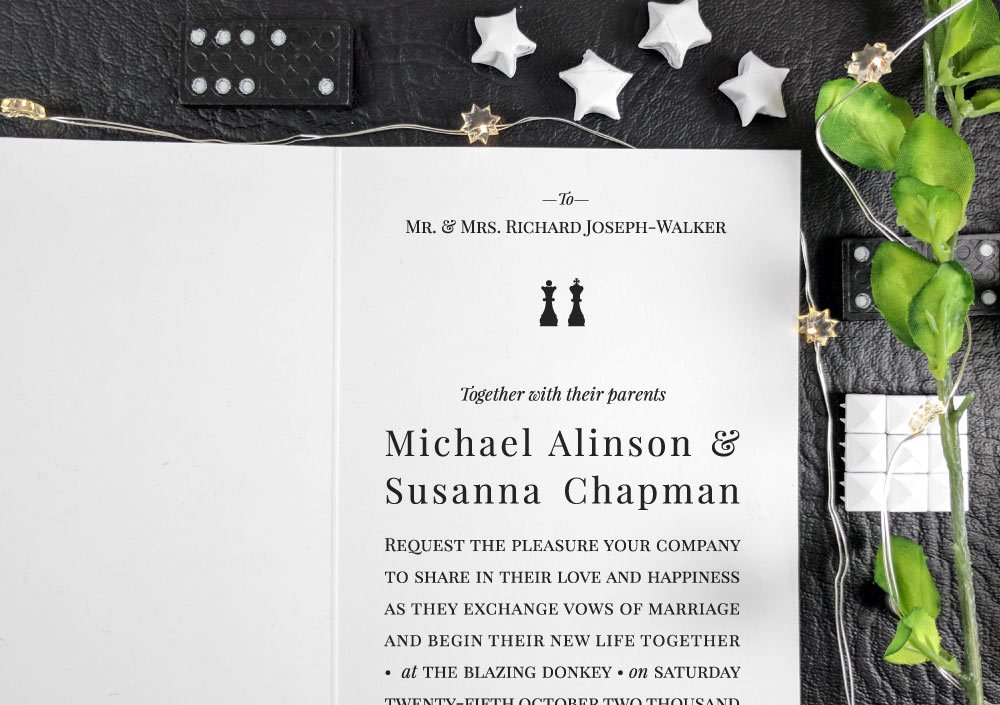 —To—
Mr. & Mrs. Richard Joseph-Walker
Together with their parents
Michael Alinson &
Susanna Chapman
Request the pleasure your company
to share in their love and happiness
as they exchange vows of marriage
and begin their new life together
• at the Blazing Donkey • on Saturday
twenty-fifth October two thousand